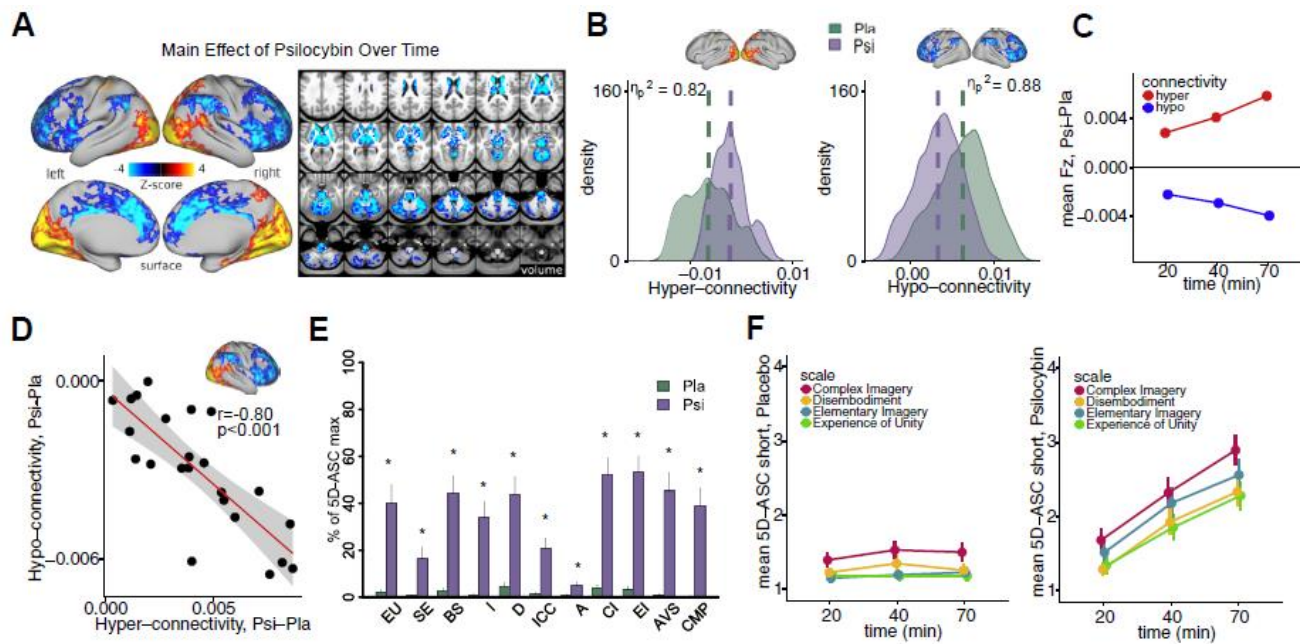 A
Main Effect of Psilocybin Over Time
left
-4
4
right
Z-score
surface
volume
B
Pla
Psi
ηp² = 0.82
160
density
0
−0.01
0.01
Hyper−connectivity
ηp² = 0.88
160
density
0
0.00
0.01
Hypo−connectivity
C
connectivity
hyper
hypo
mean Fz, Psi−Pla
0.004
0.000
−0.004
20
40
70
time (min)
D
Hypo−connectivity, Psi−Pla
0.000
−0.006
r=−0.80
p<0.001
0.000
0.005
Hyper−connectivity, Psi−Pla
E
% of 5D-ASC max
100
80
60
40
20
0
Pla
Psi
* * * * * * * * * * *
EU SE BS I D ICC A CI EI AVS CMP
F
mean 5D−ASC short, Placebo
4
3
2
1
scale
Complex Imagery
Disembodiment
Elementary Imagery
Experience of Unity
20
40
70
time (min)
mean 5D−ASC short, Psilocybin
4
3
2
1
scale
Complex Imagery
Disembodiment
Elementary Imagery
Experience of Unity
20
40
70
time (min)